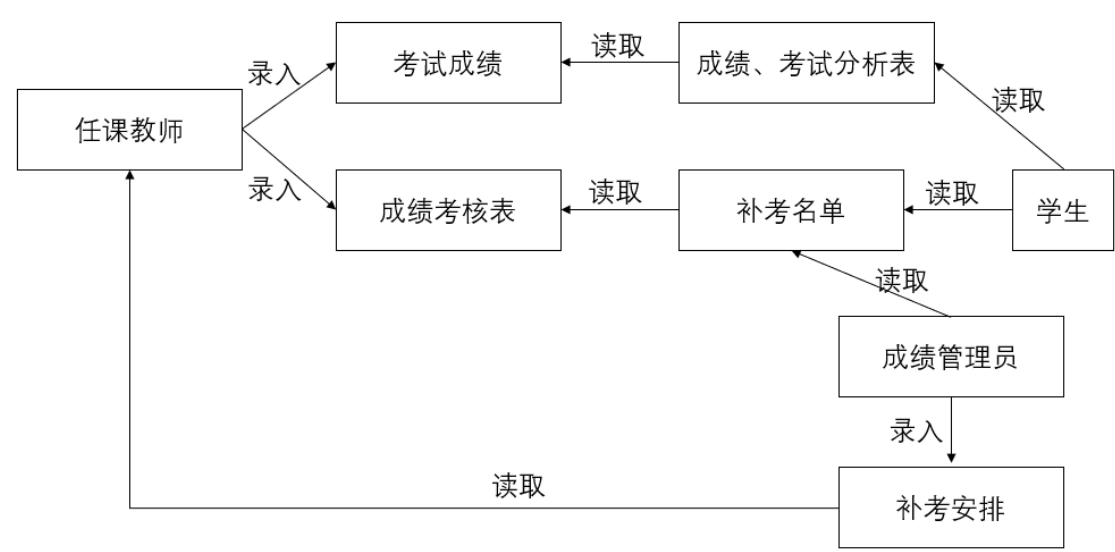 考试成绩
读取
成绩、考试分析表
录入
任课教师
读取
录入
成绩考核表
读取
补考名单
读取
学生
读取
成绩管理员
录入
读取
补考安排